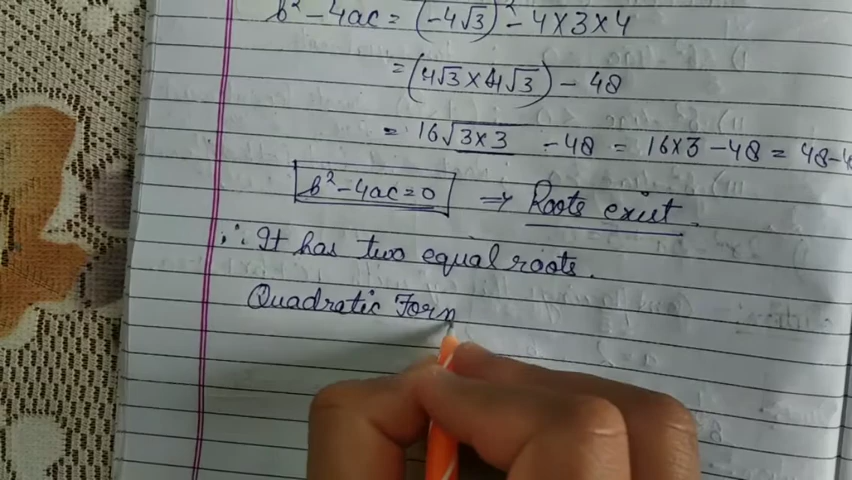 b² - 4ac = (-4√3)² - 4×3×4
= (4√3 × 4√3) - 48
= 16√3×3 - 48 = 16×3 - 48 = 48-4
b² - 4ac = 0 ⇒ Roots exist.
∴ It has two equal roots.
Quadratic Form